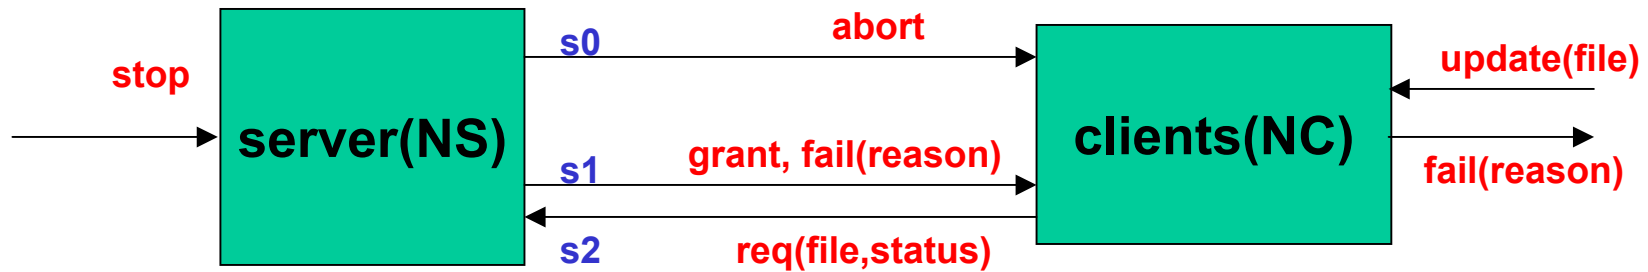 stop
server(NS)
s0
abort
s1
grant, fail(reason)
s2
req(file,status)
clients(NC)
update(file)
fail(reason)